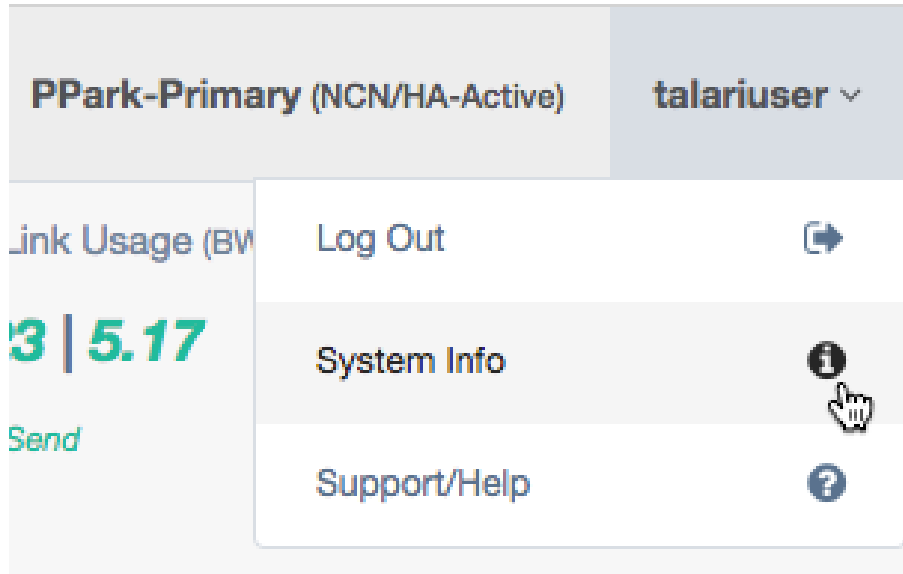 PPark-Primary (NCN/HA-Active) talariuser
Link Usage (BW
Log Out
3 | 5.17
System Info
Send
Support/Help